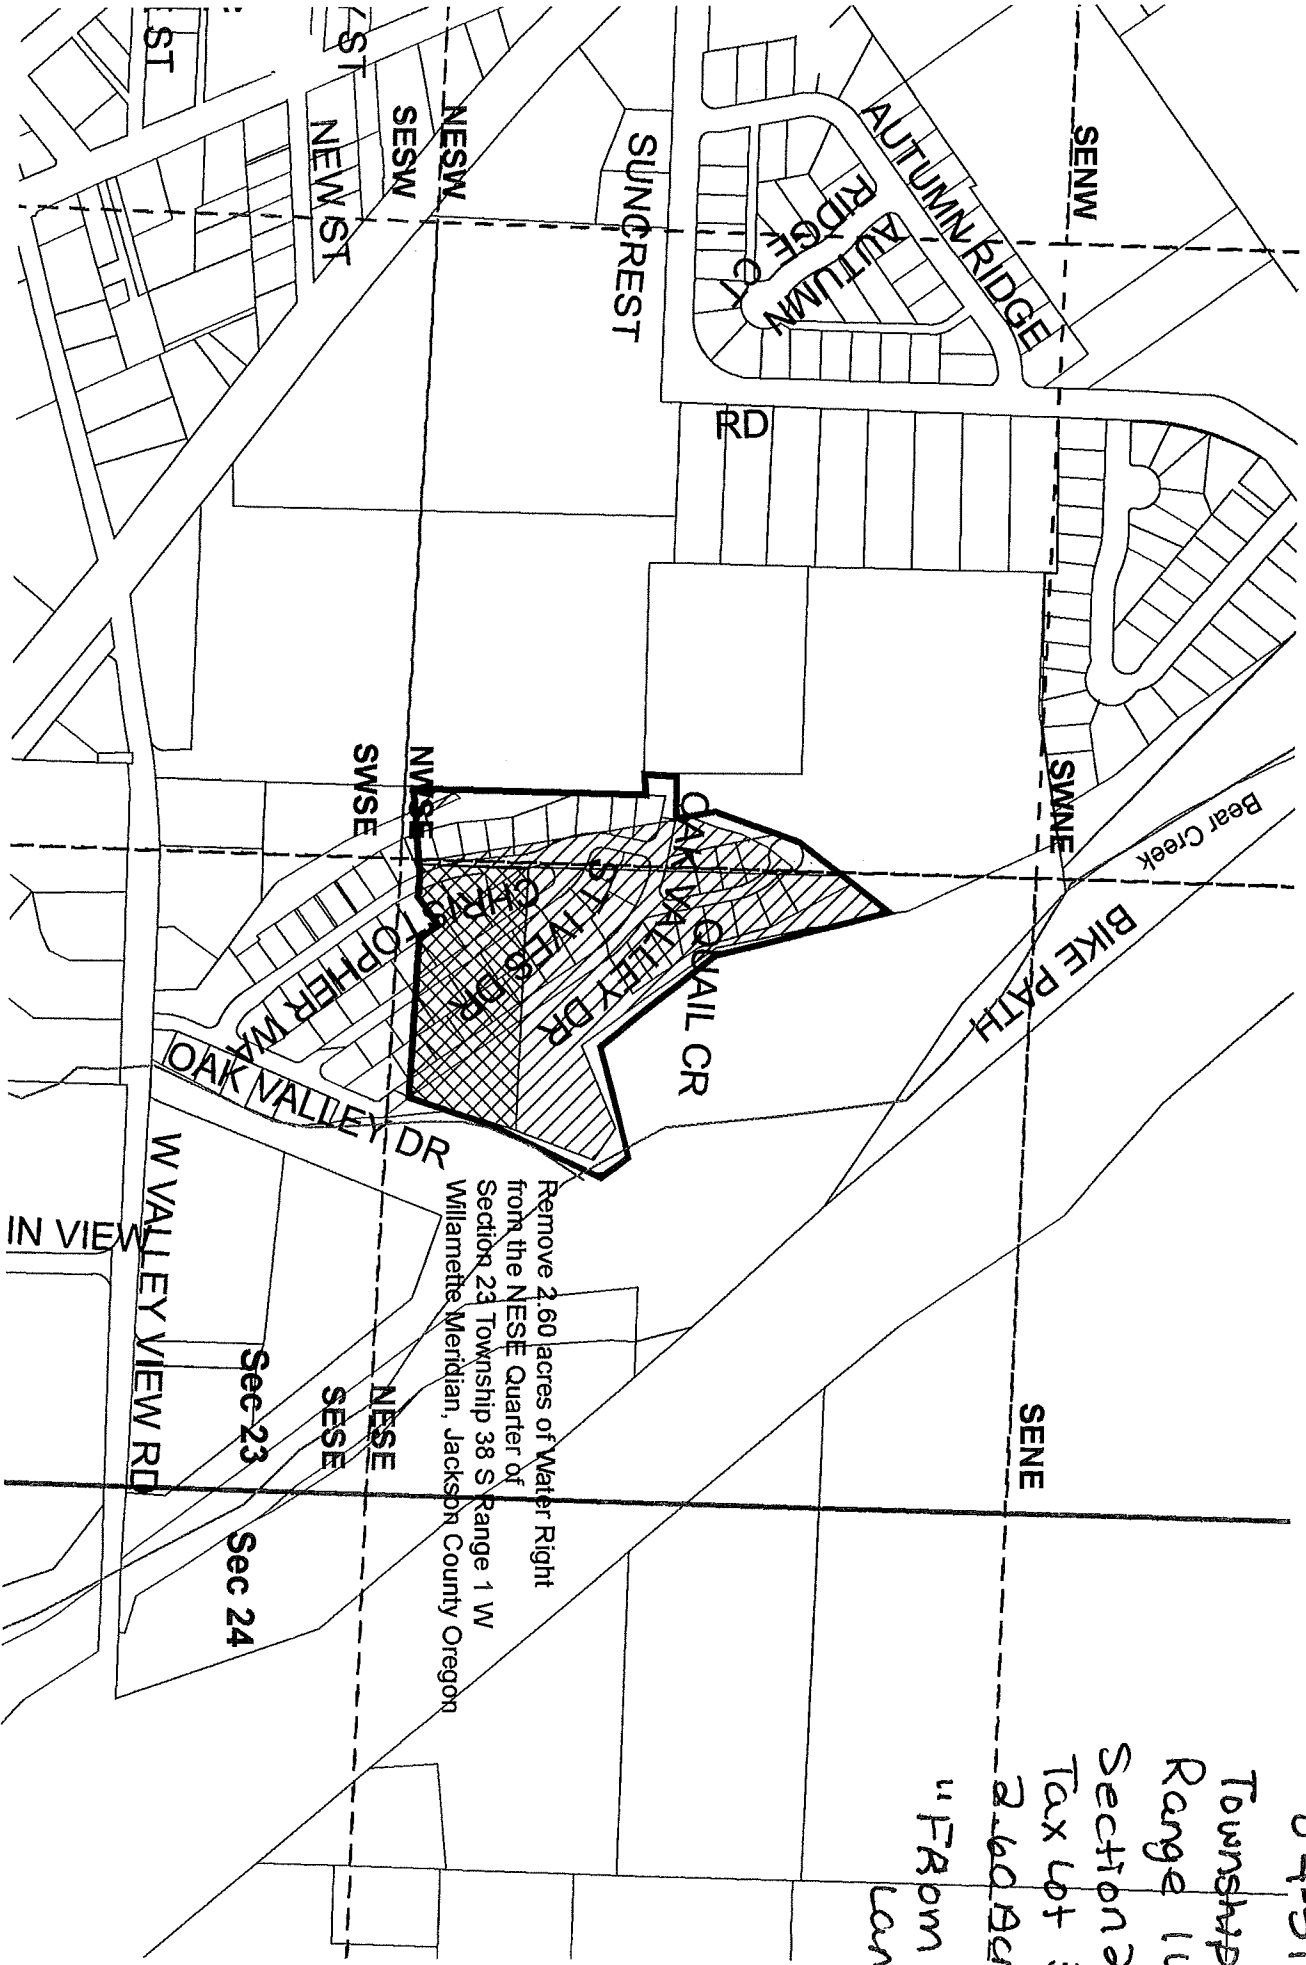 Township
Range
Section
Tax Lot
2.60
"FROM
Lan
SENW
SWNE
SENE
AUTUMN RIDGE
AUTUMN
RIDGE
CT
Bear Creek
BIKE PATH
RD
SUNCREST
OAK VALLEY DR
QUAIL CR
ST IVES DR
CHRISTOPHER WA
Remove 2.60 acres of Water Right
from the NESE Quarter of
Section 23 Township 38 S Range 1 W
Willamette Meridian, Jackson County Oregon
NESW
SESW
NWSE
SWSE
NESE
SESE
Y ST
NEW ST
ST
OAK VALLEY DR
Sec 23
Sec 24
W VALLEY VIEW RD
IN VIEW